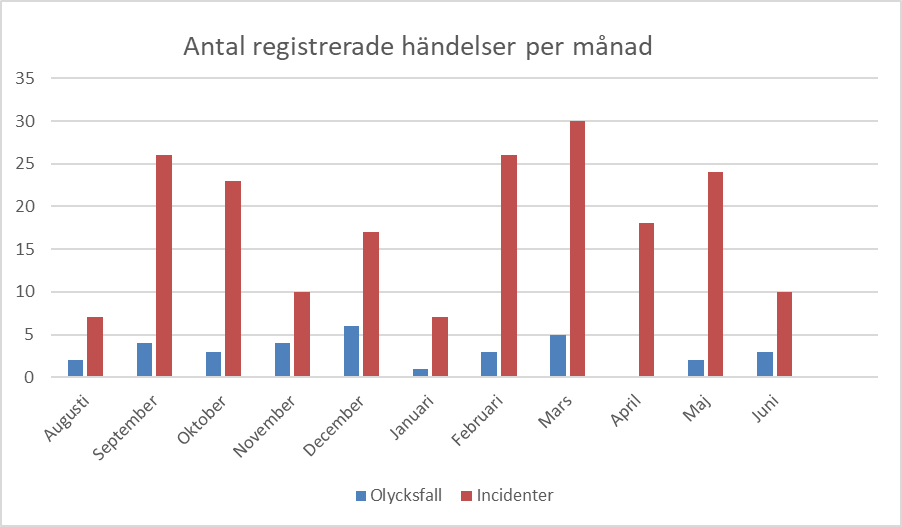 Antal registrerade händelser per månad
35
30
25
20
15
10
5
0
Augusti
September
Oktober
November
December
Januari
Februari
Mars
April
Maj
Juni
Olycksfall
Incidenter